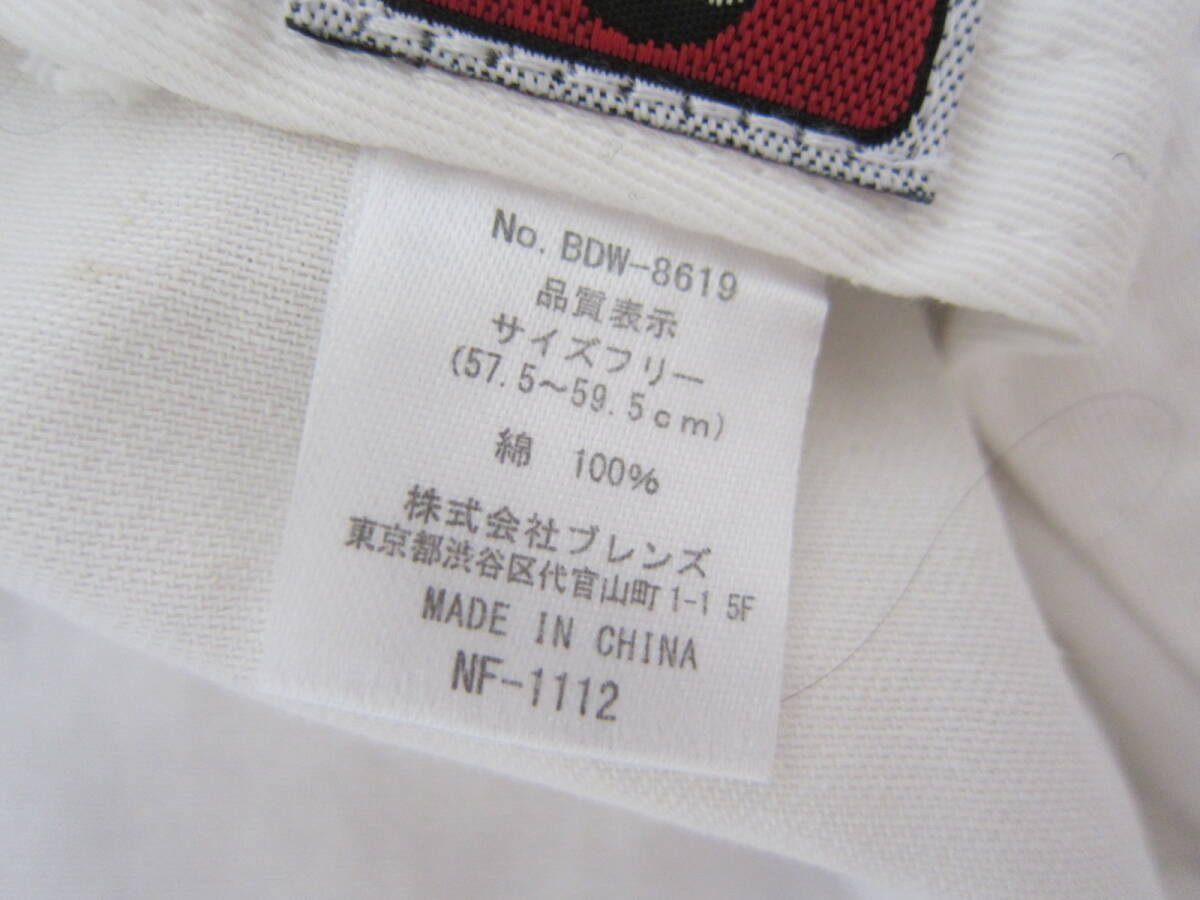 No. BDW-8619
品質表示
サイズフリー
(57.5〜59.5cm)
綿 100%
株式会社ブレンズ
東京都渋谷区代官山町1-1 5F
MADE IN CHINA
NF-1112